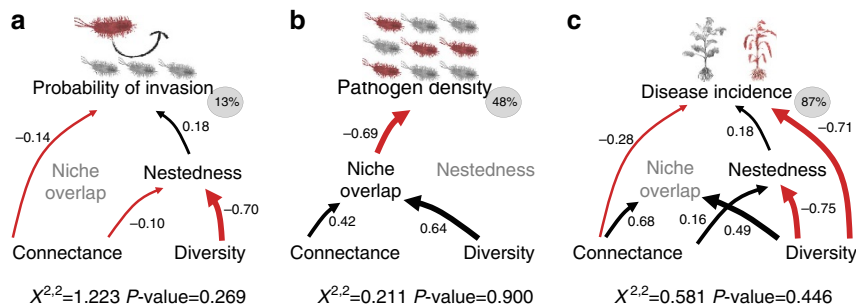 a
Probability of invasion
13%
−0.14
0.18
Niche
overlap
Nestedness
−0.10
−0.70
Connectance
Diversity
X2,2=1.223 P-value=0.269
b
Pathogen density
48%
−0.69
Niche
overlap
Nestedness
0.42
0.64
Connectance
Diversity
X2,2=0.211 P-value=0.900
c
Disease incidence
87%
−0.28
0.18
−0.71
Niche
overlap
Nestedness
0.68
0.16
0.49
−0.75
Connectance
Diversity
X2,2=0.581 P-value=0.446